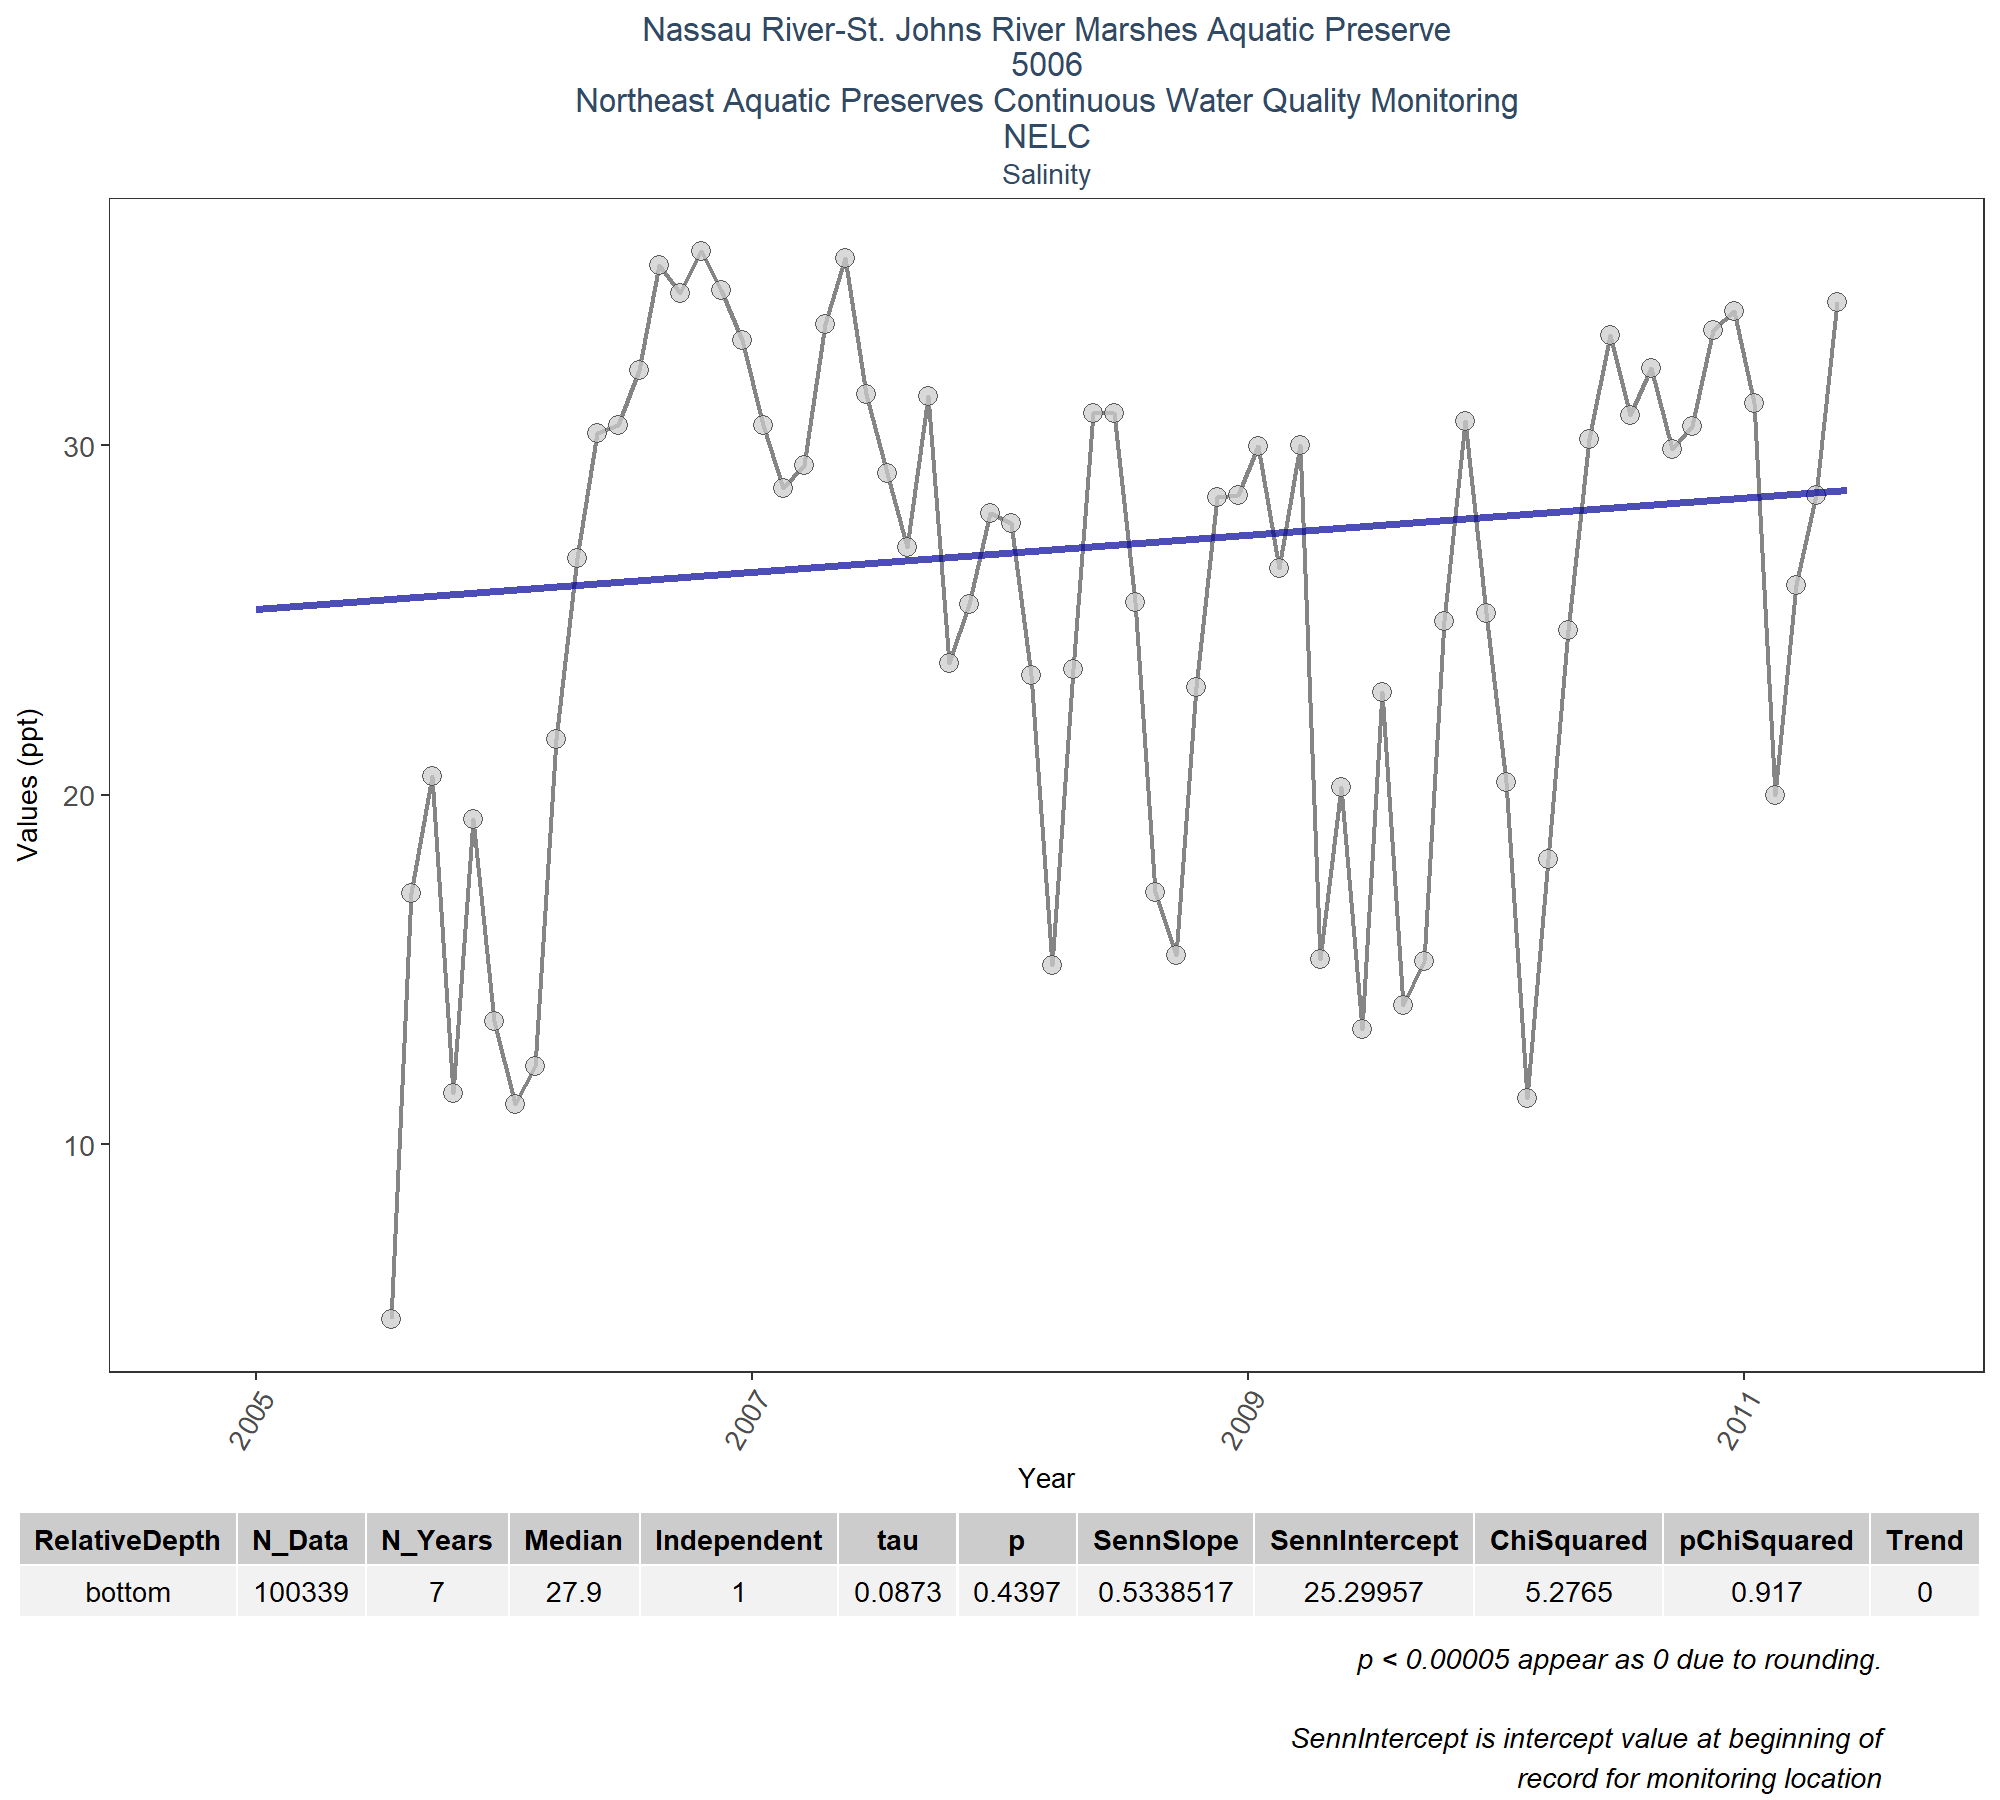 Nassau River-St. Johns River Marshes Aquatic Preserve
5006
Northeast Aquatic Preserves Continuous Water Quality Monitoring
NELC
Salinity
Values (ppt)
30
20
10
2005 2007 2009 2011
Year
RelativeDepth N_Data N_Years Median Independent tau p SennSlope SennIntercept ChiSquared pChiSquared Trend
bottom 100339 7 27.9 1 0.0873 0.4397 0.5338517 25.29957 5.2765 0.917 0
p < 0.00005 appear as 0 due to rounding.
SennIntercept is intercept value at beginning of
record for monitoring location